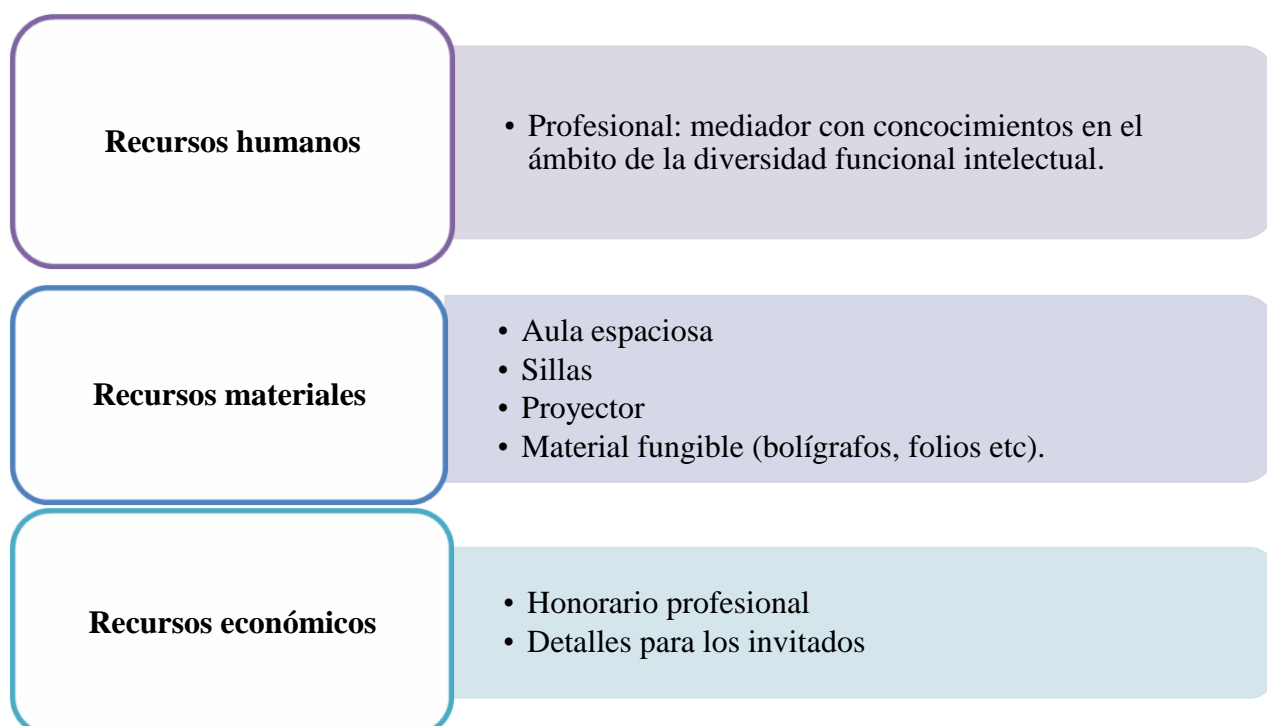 Recursos humanos
• Profesional: mediador con concocimientos en el
ámbito de la diversidad funcional intelectual.
Recursos materiales
• Aula espaciosa
• Sillas
• Proyector
• Material fungible (bolígrafos, folios etc).
Recursos económicos
• Honorario profesional
• Detalles para los invitados